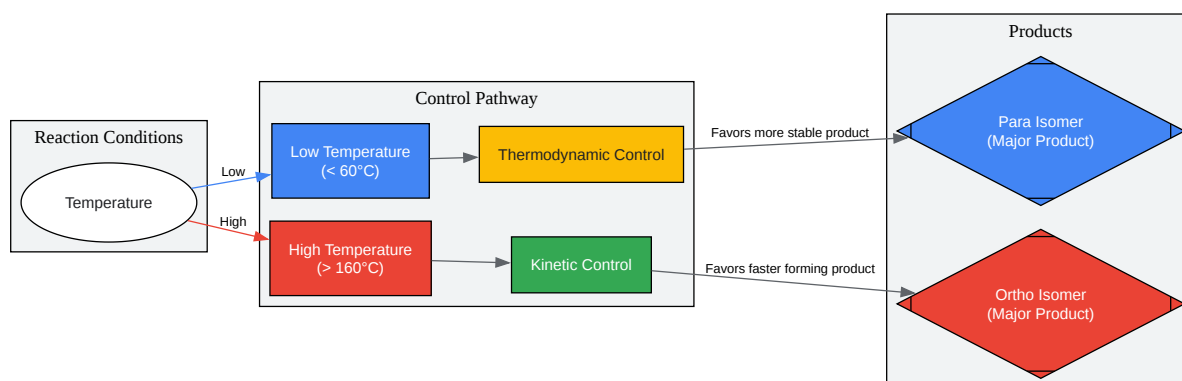 Reaction Conditions
Temperature
Low
High
Control Pathway
Low Temperature
(< 60°C)
Thermodynamic Control
High Temperature
(> 160°C)
Kinetic Control
Favors more stable product
Favors faster forming product
Products
Para Isomer
(Major Product)
Ortho Isomer
(Major Product)